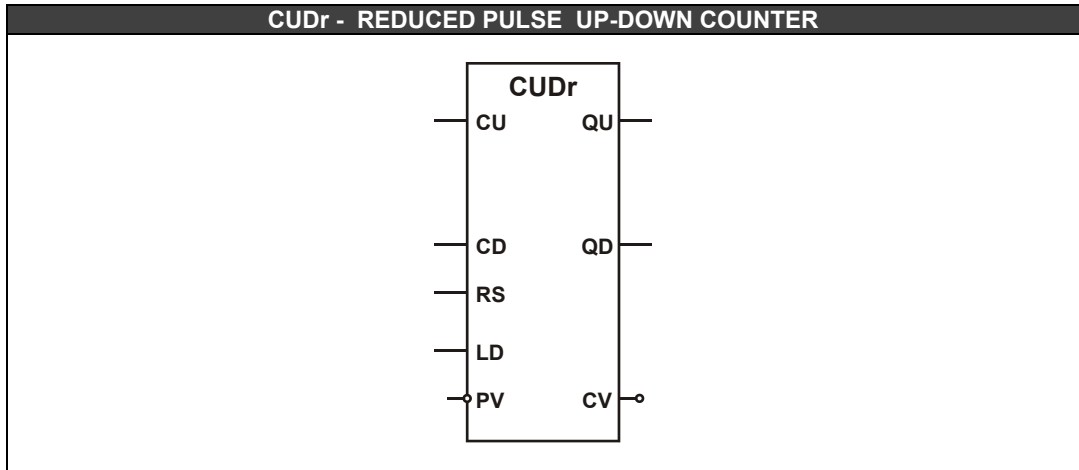 CUDr - REDUCED PULSE UP-DOWN COUNTER
CUDr
CU QU
CD QD
RS
LD
PV CV